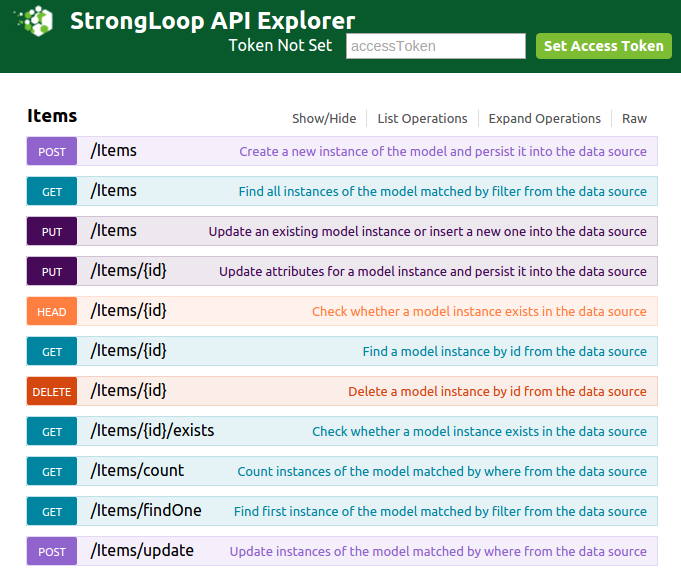 StrongLoop API Explorer
Token Not Set accessToken Set Access Token
Items Show/Hide List Operations Expand Operations Raw
POST /Items Create a new instance of the model and persist it into the data source
GET /Items Find all instances of the model matched by filter from the data source
PUT /Items Update an existing model instance or insert a new one into the data source
PUT /Items/{id} Update attributes for a model instance and persist it into the data source
HEAD /Items/{id} Check whether a model instance exists in the data source
GET /Items/{id} Find a model instance by id from the data source
DELETE /Items/{id} Delete a model instance by id from the data source
GET /Items/{id}/exists Check whether a model instance exists in the data source
GET /Items/count Count instances of the model matched by where from the data source
GET /Items/findOne Find first instance of the model matched by filter from the data source
POST /Items/update Update instances of the model matched by where from the data source